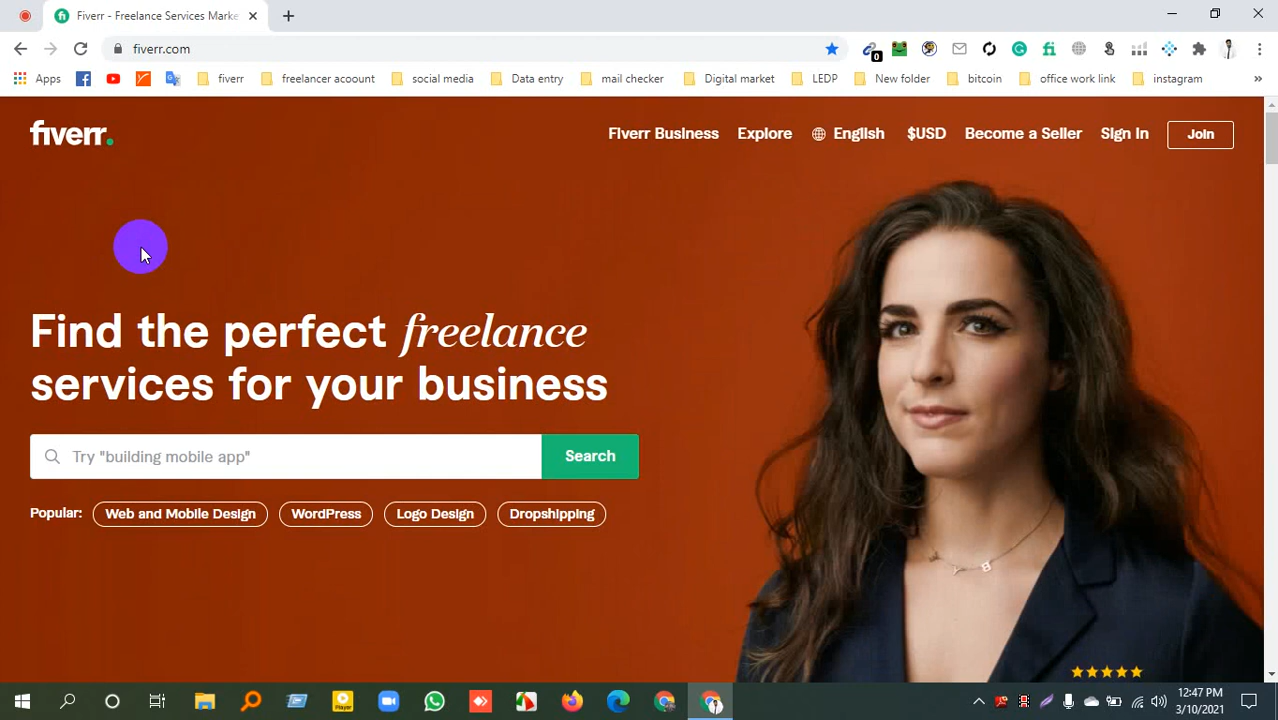 Fiverr - Freelance Services Marke
fiverr.com
0
Apps
fiverr
freelancer acoount
social media
Data entry
mail checker
Digital market
LEDP
New folder
bitcoin
office work link
instagram
»
fiverr.
Fiverr Business
Explore
English
$USD
Become a Seller
Sign In
Join
Find the perfect freelance
services for your business
Try "building mobile app"
Search
Popular:
Web and Mobile Design
WordPress
Logo Design
Dropshipping
Player
12:47 PM
3/10/2021